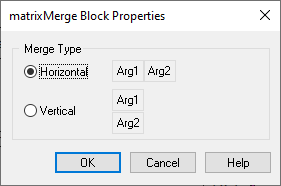 matrixMerge Block Properties
Merge Type
Horizontal Arg1 Arg2
Vertical Arg1
Arg2
OK Cancel Help